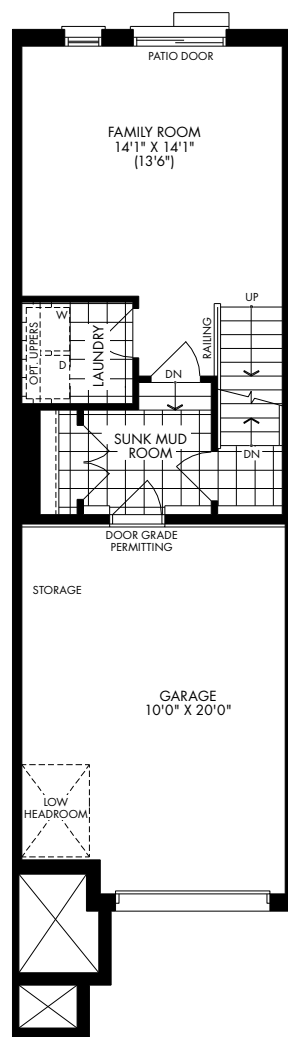 PATIO DOOR
FAMILY ROOM
14'1" X 14'1"
(13'6")
UP
RAILING
W
OPT. UPPERS
D
LAUNDRY
DN
SUNK MUD
ROOM
DN
DOOR GRADE
PERMITTING
STORAGE
GARAGE
10'0" X 20'0"
LOW
HEADROOM